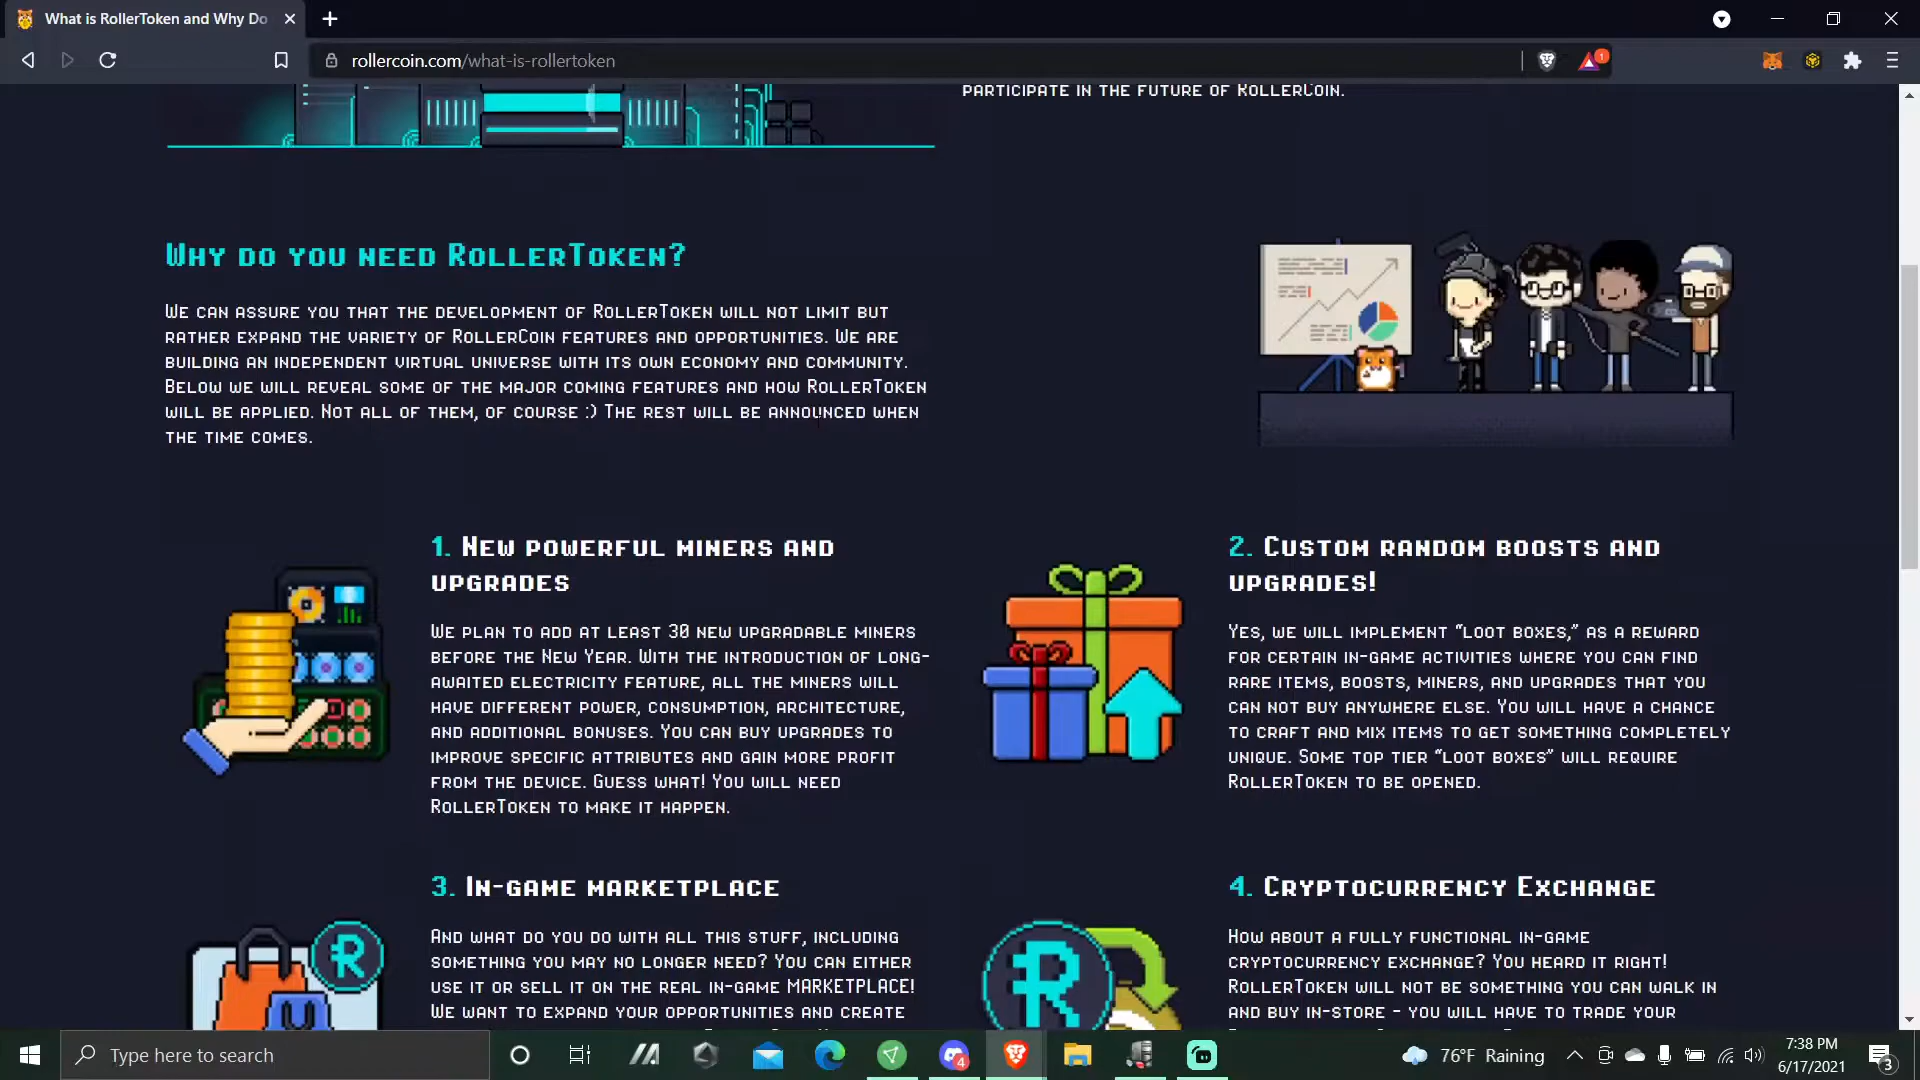 What is RollerToken and Why Do
rollercoin.com/what-is-rollertoken
1
PARTICIPATE IN THE FUTURE OF ROLLERCOIN.
WHY DO YOU NEED ROLLERTOKEN?
WE CAN ASSURE YOU THAT THE DEVELOPMENT OF ROLLERTOKEN WILL NOT LIMIT BUT
RATHER EXPAND THE VARIETY OF ROLLERCOIN FEATURES AND OPPORTUNITIES. WE ARE
BUILDING AN INDEPENDENT VIRTUAL UNIVERSE WITH ITS OWN ECONOMY AND COMMUNITY.
BELOW WE WILL REVEAL SOME OF THE MAJOR COMING FEATURES AND HOW ROLLERTOKEN
WILL BE APPLIED. NOT ALL OF THEM, OF COURSE :) THE REST WILL BE ANNOUNCED WHEN
THE TIME COMES.
1. NEW POWERFUL MINERS AND
UPGRADES
WE PLAN TO ADD AT LEAST 30 NEW UPGRADABLE MINERS
BEFORE THE NEW YEAR. WITH THE INTRODUCTION OF LONG-
AWAITED ELECTRICITY FEATURE, ALL THE MINERS WILL
HAVE DIFFERENT POWER, CONSUMPTION, ARCHITECTURE,
AND ADDITIONAL BONUSES. YOU CAN BUY UPGRADES TO
IMPROVE SPECIFIC ATTRIBUTES AND GAIN MORE PROFIT
FROM THE DEVICE. GUESS WHAT! YOU WILL NEED
ROLLERTOKEN TO MAKE IT HAPPEN.
2. CUSTOM RANDOM BOOSTS AND
UPGRADES!
YES, WE WILL IMPLEMENT “LOOT BOXES,” AS A REWARD
FOR CERTAIN IN-GAME ACTIVITIES WHERE YOU CAN FIND
RARE ITEMS, BOOSTS, MINERS, AND UPGRADES THAT YOU
CAN NOT BUY ANYWHERE ELSE. YOU WILL HAVE A CHANCE
TO CRAFT AND MIX ITEMS TO GET SOMETHING COMPLETELY
UNIQUE. SOME TOP TIER “LOOT BOXES” WILL REQUIRE
ROLLERTOKEN TO BE OPENED.
3. IN-GAME MARKETPLACE
AND WHAT DO YOU DO WITH ALL THIS STUFF, INCLUDING
SOMETHING YOU MAY NO LONGER NEED? YOU CAN EITHER
USE IT OR SELL IT ON THE REAL IN-GAME MARKETPLACE!
WE WANT TO EXPAND YOUR OPPORTUNITIES AND CREATE
4. CRYPTOCURRENCY EXCHANGE
HOW ABOUT A FULLY FUNCTIONAL IN-GAME
CRYPTOCURRENCY EXCHANGE? YOU HEARD IT RIGHT!
ROLLERTOKEN WILL NOT BE SOMETHING YOU CAN WALK IN
AND BUY IN-STORE - YOU WILL HAVE TO TRADE YOUR
Type here to search
4
76°F Raining
7:38 PM
6/17/2021
3